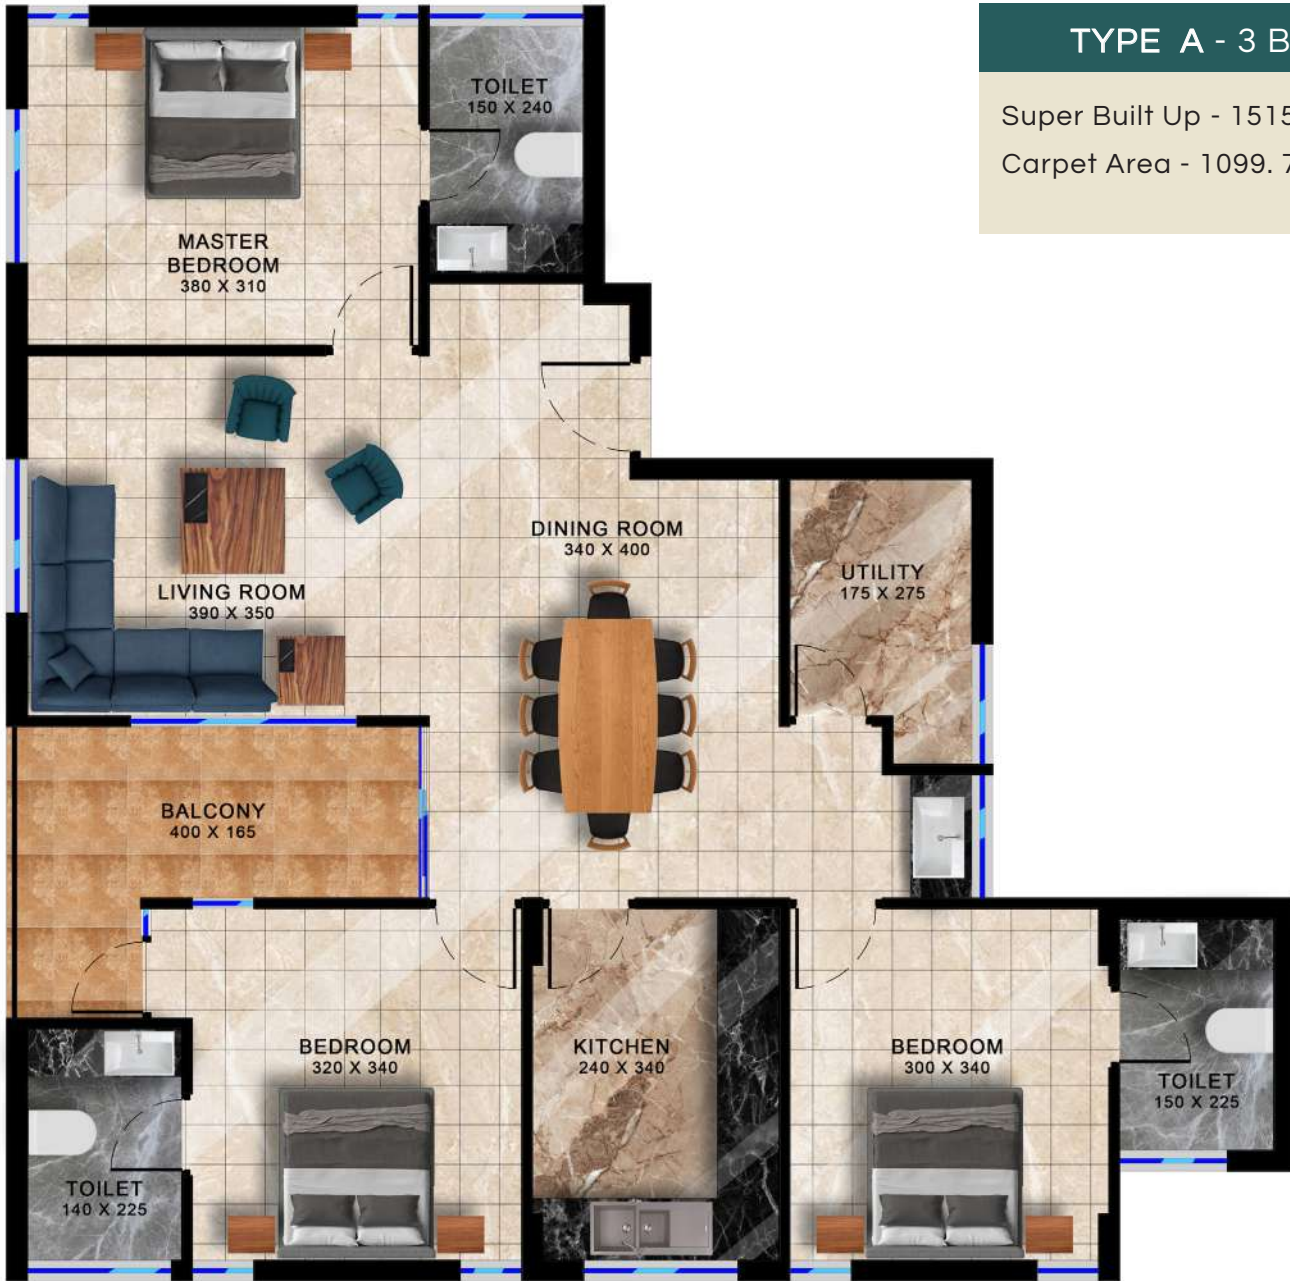 TYPE A - 3 B
Super Built Up - 1515
Carpet Area - 1099. 7
TOILET
150 X 240
MASTER
BEDROOM
380 X 310
DINING ROOM
340 X 400
UTILITY
175 X 275
LIVING ROOM
390 X 350
BALCONY
400 X 165
BEDROOM
320 X 340
KITCHEN
240 X 340
BEDROOM
300 X 340
TOILET
150 X 225
TOILET
140 X 225